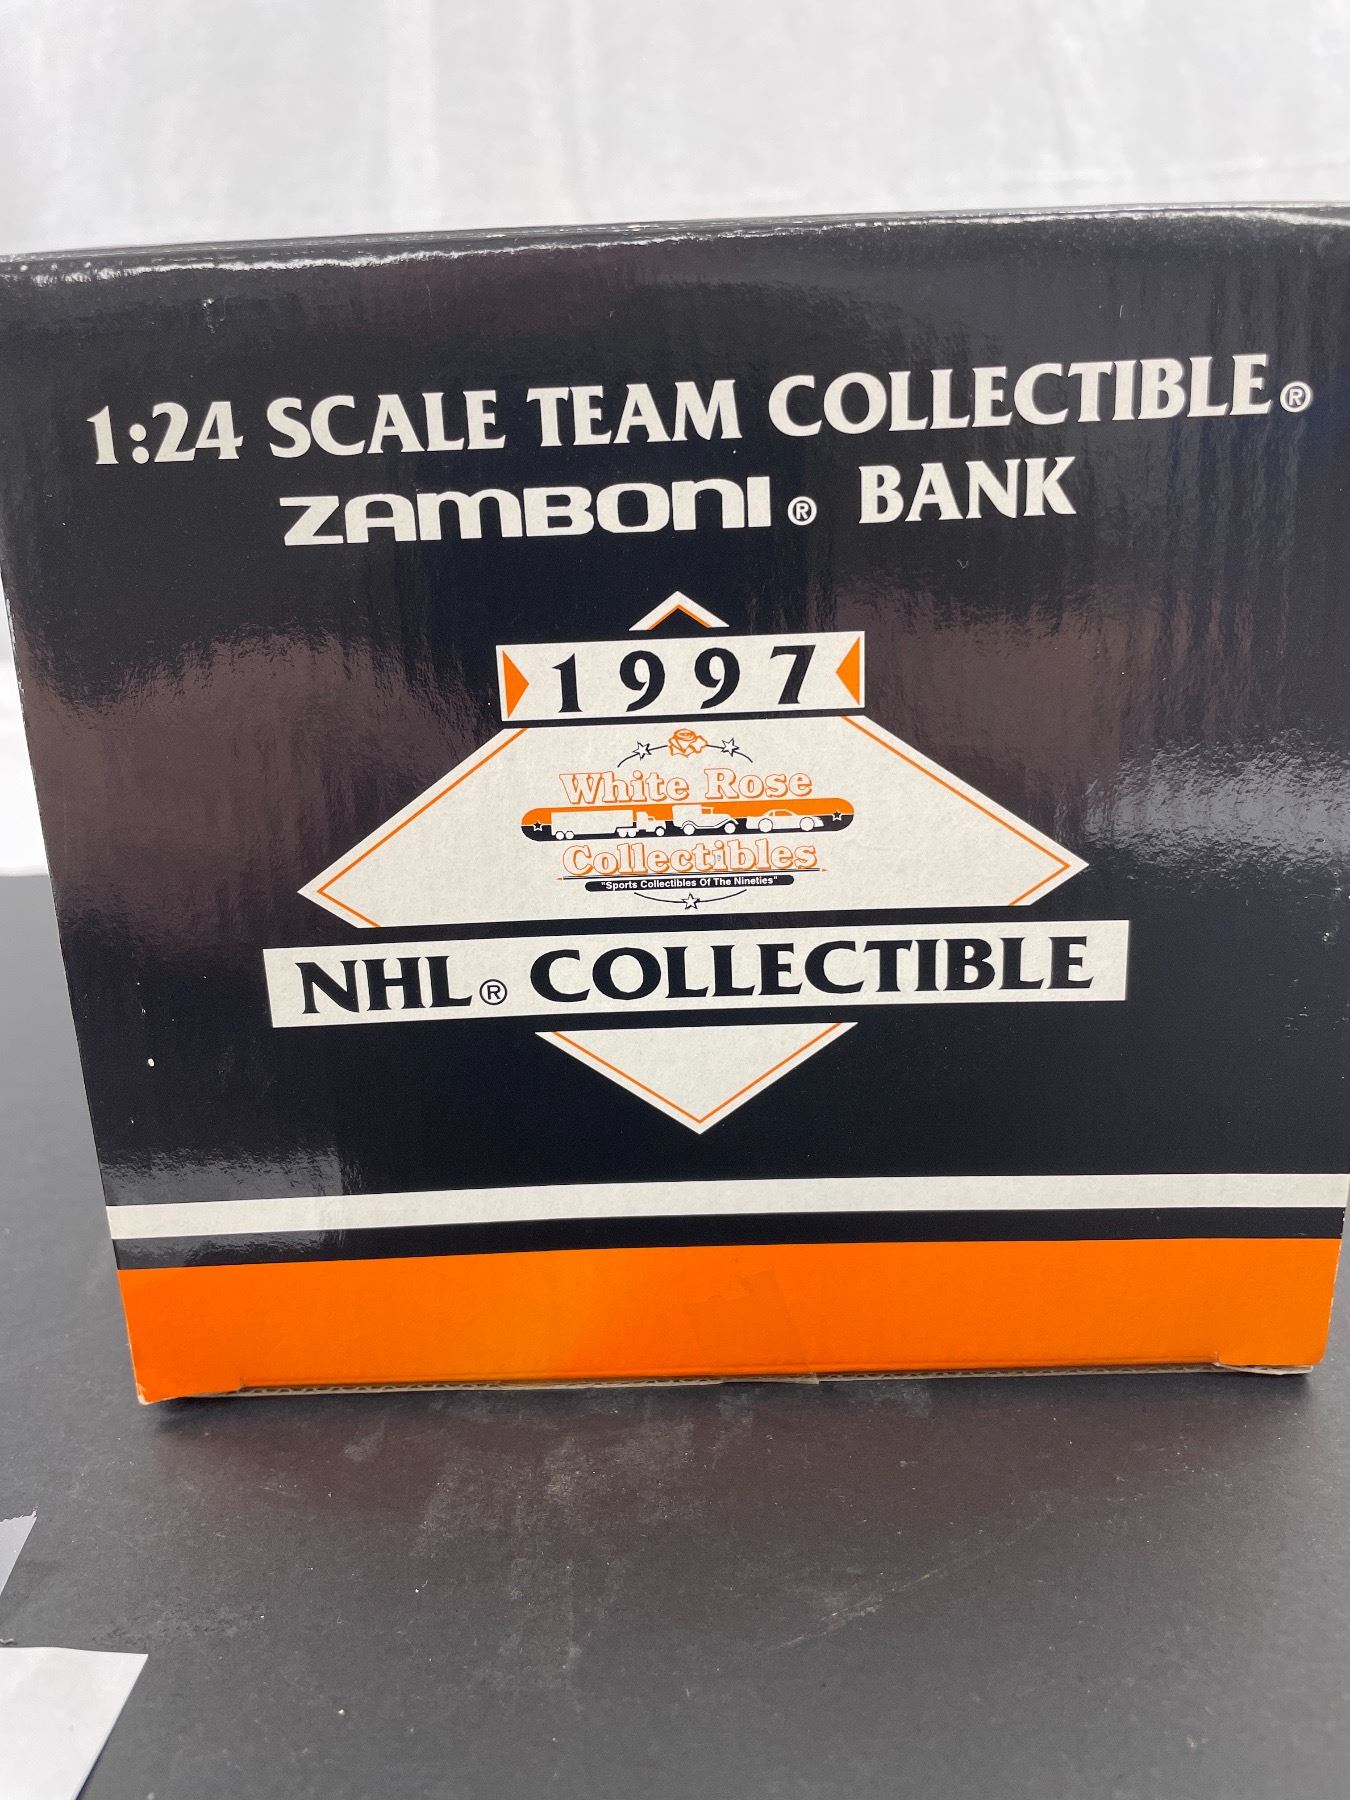 1:24 SCALE TEAM COLLECTIBLE®
ZAMBONI® BANK
1997
White Rose
Collectibles
"Sports Collectibles Of The Nineties"
NHL® COLLECTIBLE